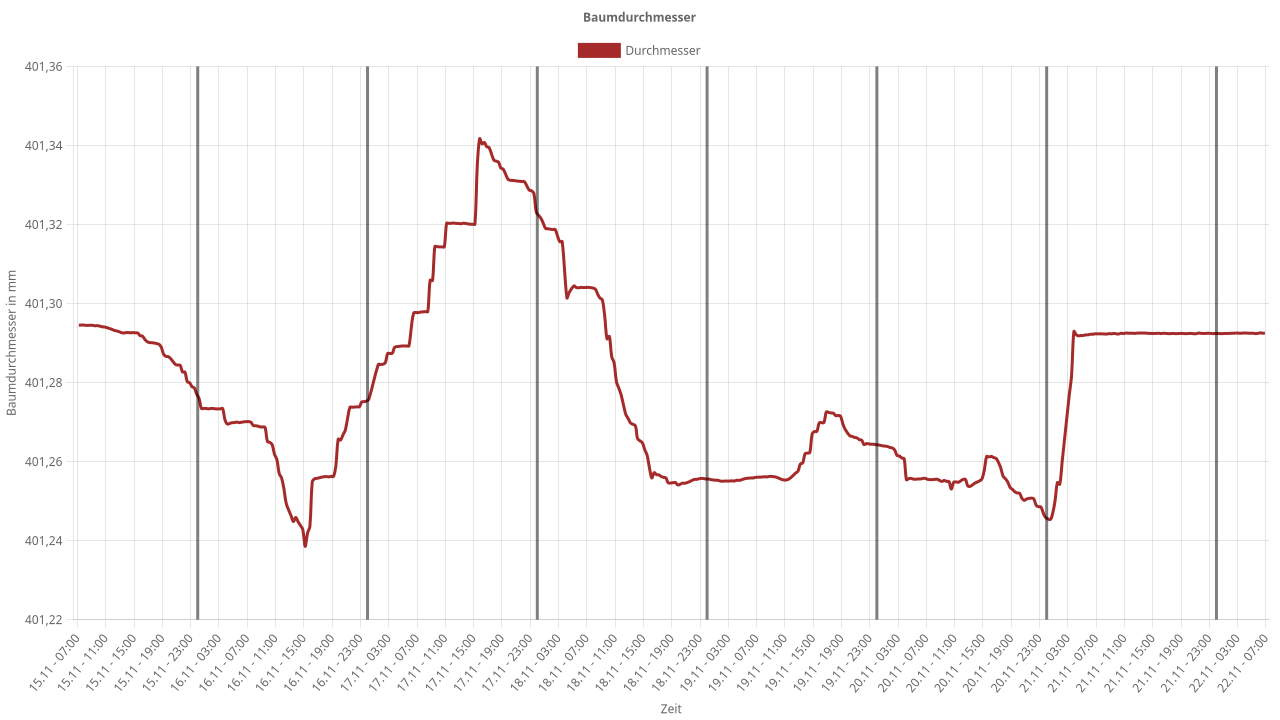 Baumdurchmesser
Durchmesser
401,36
401,34
401,32
401,30
401,28
401,26
401,24
401,22
Baumdurchmesser in mm
15.11 - 07:00
15.11 - 11:00
15.11 - 15:00
15.11 - 19:00
15.11 - 23:00
16.11 - 03:00
16.11 - 07:00
16.11 - 11:00
16.11 - 15:00
16.11 - 19:00
16.11 - 23:00
17.11 - 03:00
17.11 - 07:00
17.11 - 11:00
17.11 - 15:00
17.11 - 19:00
17.11 - 23:00
18.11 - 03:00
18.11 - 07:00
18.11 - 11:00
18.11 - 15:00
18.11 - 19:00
18.11 - 23:00
19.11 - 03:00
19.11 - 07:00
19.11 - 11:00
19.11 - 15:00
19.11 - 19:00
19.11 - 23:00
20.11 - 03:00
20.11 - 07:00
20.11 - 11:00
20.11 - 15:00
20.11 - 19:00
20.11 - 23:00
21.11 - 03:00
21.11 - 07:00
21.11 - 11:00
21.11 - 15:00
21.11 - 19:00
21.11 - 23:00
22.11 - 03:00
22.11 - 07:00
Zeit